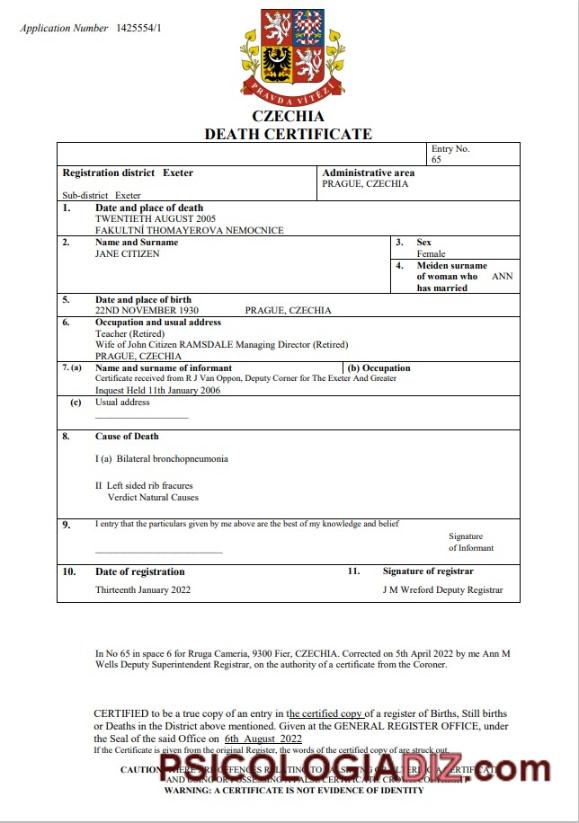 Application Number 1425554/1
PRAVDA VÍTĚZÍ
CZECHIA
DEATH CERTIFICATE
Entry No.
65
Registration district Exeter
Administrative area
PRAGUE, CZECHIA
Sub-district Exeter
1. Date and place of death
TWENTIETH AUGUST 2005
FAKULTNÍ THOMAYEROVA NEMOCNICE
2. Name and Surname
JANE CITIZEN
3. Sex
Female
4. Meiden surname
of woman who ANN
has married
5. Date and place of birth
22ND NOVEMBER 1930 PRAGUE, CZECHIA
6. Occupation and usual address
Teacher (Retired)
Wife of John Citizen RAMSDALE Managing Director (Retired)
PRAGUE, CZECHIA
7. (a) Name and surname of informant (b) Occupation
Certificate received from R J Van Oppon, Deputy Corner for The Exeter And Greater
Inquest Held 11th January 2006
(c) Usual address
8. Cause of Death
I (a) Bilateral bronchopneumonia
II Left sided rib fracures
Verdict Natural Causes
9. I entry that the particulars given by me above are the best of my knowledge and belief
Signature
of Informant
10. Date of registration
Thirteenth January 2022
11. Signature of registrar
J M Wreford Deputy Registrar
In No 65 in space 6 for Rruga Cameria, 9300 Fier, CZECHIA. Corrected on 5th April 2022 by me Ann M
Wells Deputy Superintendent Registrar, on the authority of a certificate from the Coroner.
CERTIFIED to be a true copy of an entry in the certified copy of a register of Births, Still births
or Deaths in the District above mentioned. Given at the GENERAL REGISTER OFFICE, under
the Seal of the said Office on 6th August 2022
If the Certificate is given from the original Register, the words of the certified copy of are struck out.
CAUTION THERE ARE OFFENCES RELATING TO
PSICOLOGIADIZ.com
WARNING: A CERTIFICATE IS NOT EVIDENCE OF IDENTITY